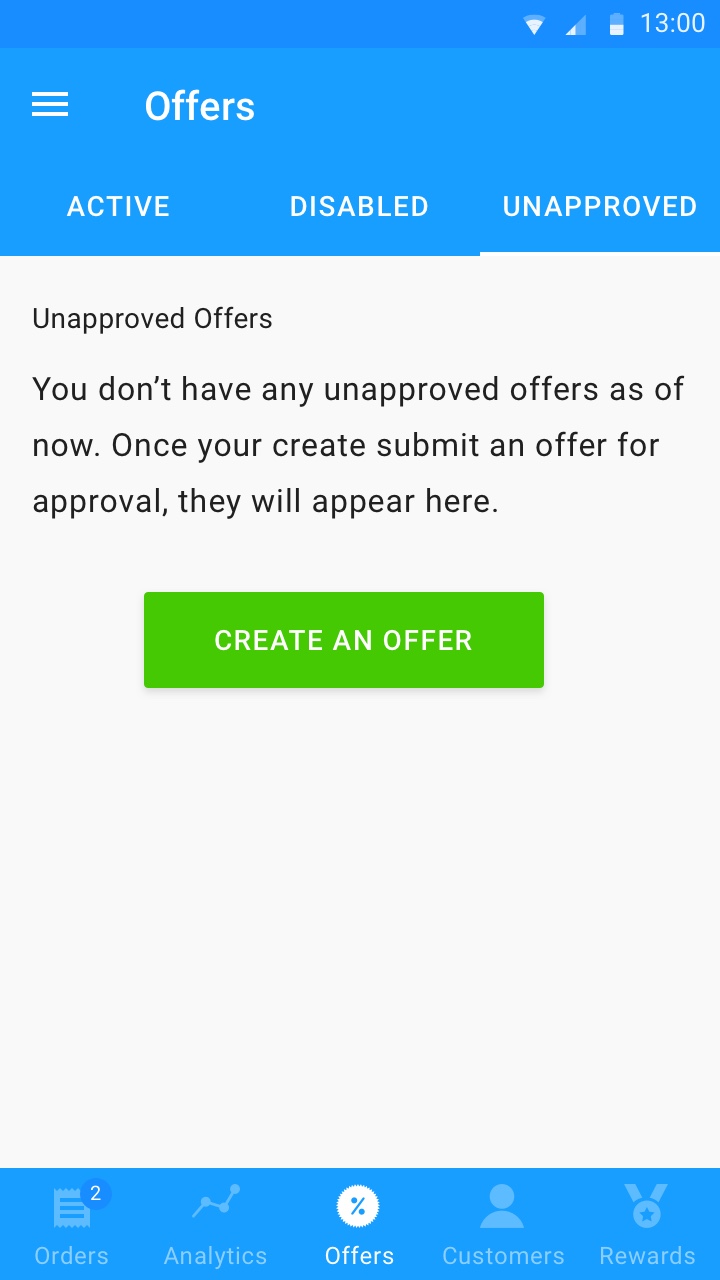 13:00
Offers
ACTIVE DISABLED UNAPPROVED
Unapproved Offers
You don’t have any unapproved offers as of
now. Once your create submit an offer for
approval, they will appear here.
CREATE AN OFFER
2
Orders Analytics Offers Customers Rewards